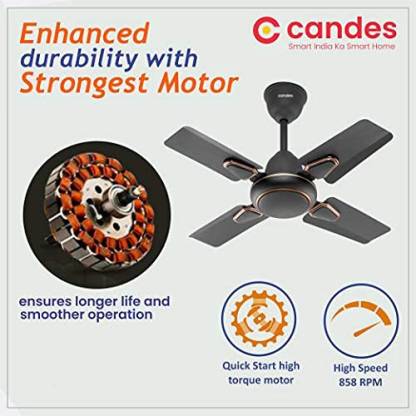 Enhanced
durability with
Strongest Motor
candes
Smart India Ka Smart Home
candes
ensures longer life and
smoother operation
Quick Start high
torque motor
High Speed
858 RPM